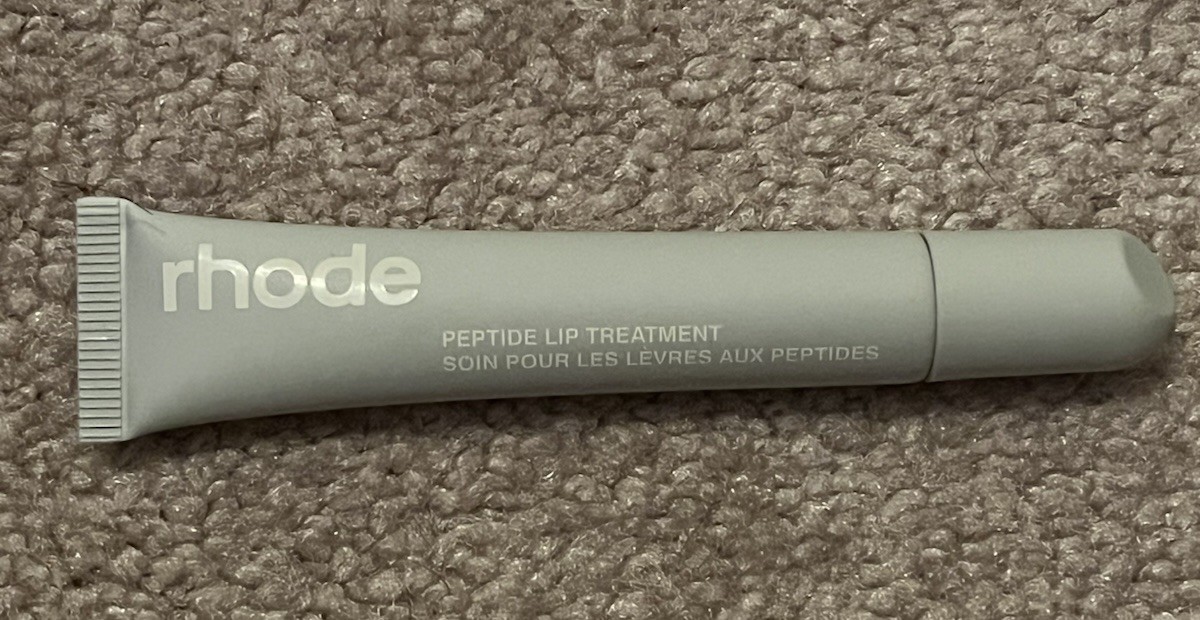 rhode
PEPTIDE LIP TREATMENT
SOIN POUR LES LÈVRES AUX PEPTIDES